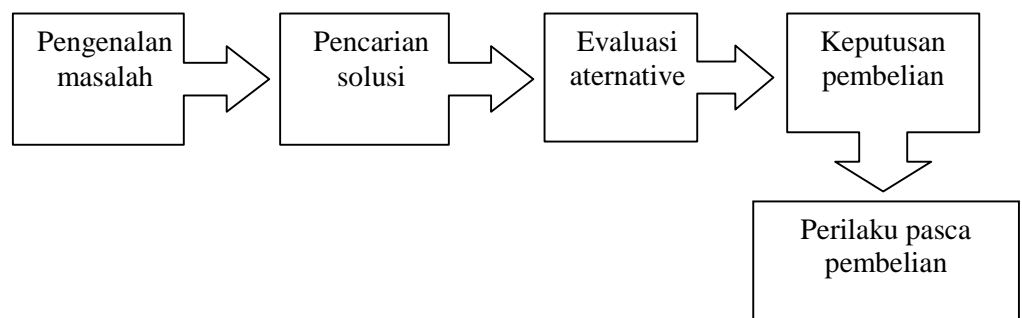 Pengenalan
masalah
Pencarian
solusi
Evaluasi
aternative
Keputusan
pembelian
Perilaku pasca
pembelian